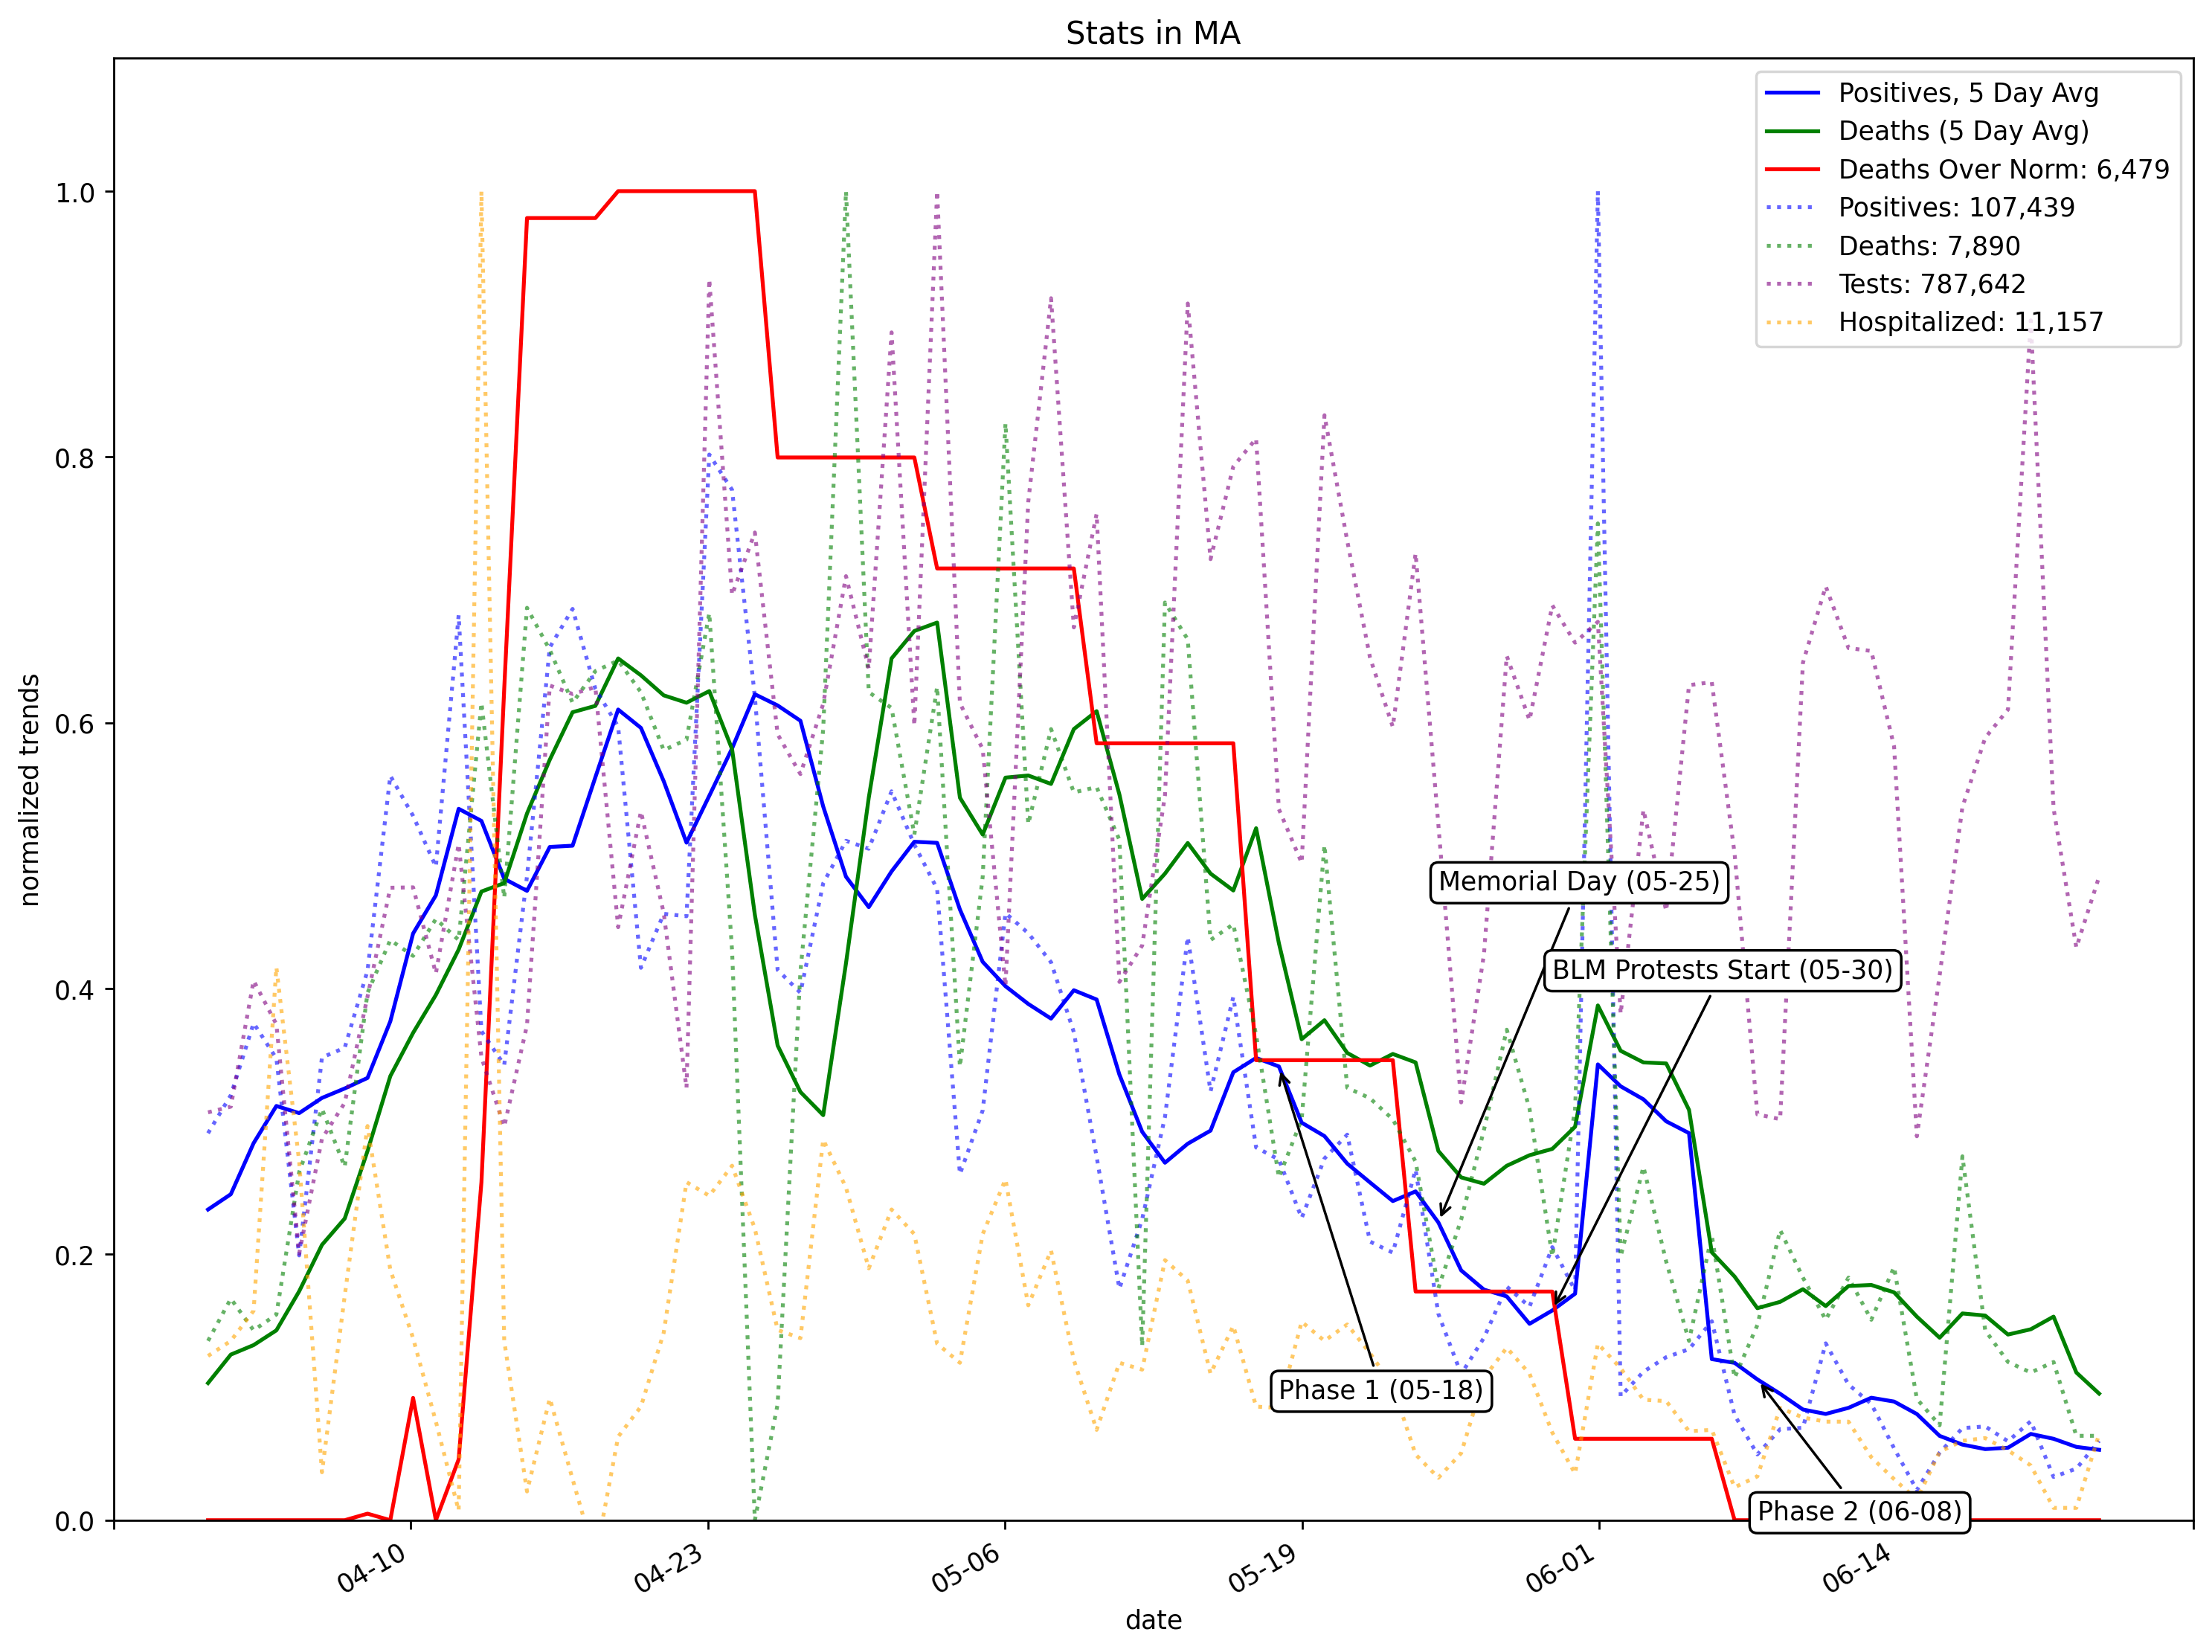 Stats in MA
Positives, 5 Day Avg
Deaths (5 Day Avg)
Deaths Over Norm: 6,479
Positives: 107,439
Deaths: 7,890
Tests: 787,642
Hospitalized: 11,157
normalized trends
1.0
0.8
0.6
0.4
0.2
0.0
Memorial Day (05-25)
BLM Protests Start (05-30)
Phase 1 (05-18)
Phase 2 (06-08)
04-10
04-23
05-06
05-19
06-01
06-14
date